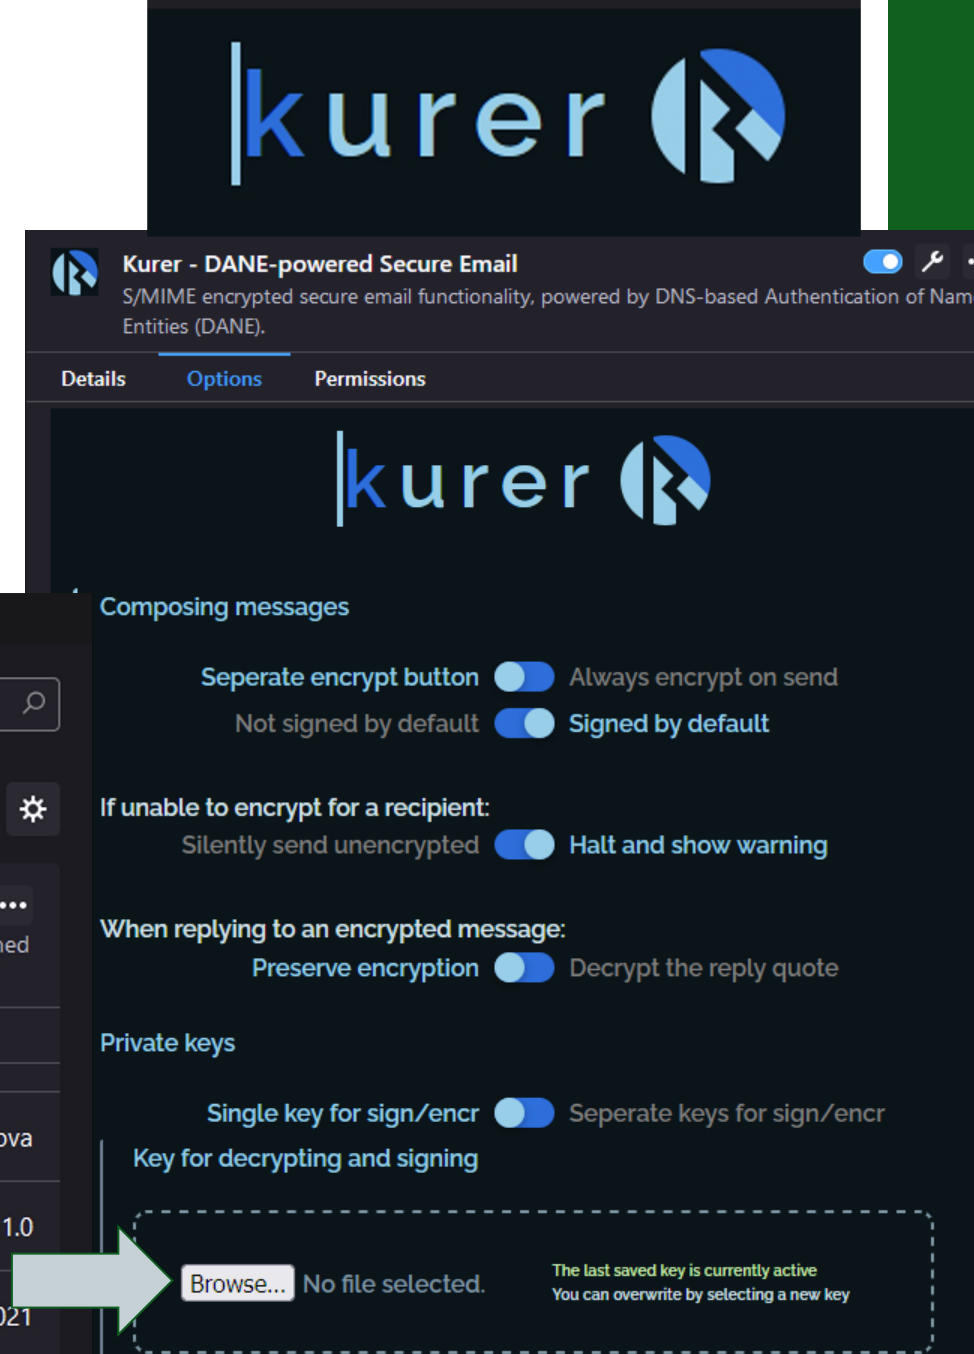 kurer
Kurer - DANE-powered Secure Email
S/MIME encrypted secure email functionality, powered by DNS-based Authentication of Name
Entities (DANE).
Details Options Permissions
kurer
Composing messages
Seperate encrypt button Always encrypt on send
Not signed by default Signed by default
If unable to encrypt for a recipient:
Silently send unencrypted Halt and show warning
ned
When replying to an encrypted message:
Preserve encryption Decrypt the reply quote
Private keys
Single key for sign/encr Seperate keys for sign/encr
ova
Key for decrypting and signing
1.0
The last saved key is currently active
Browse... No file selected.
You can overwrite by selecting a new key
021